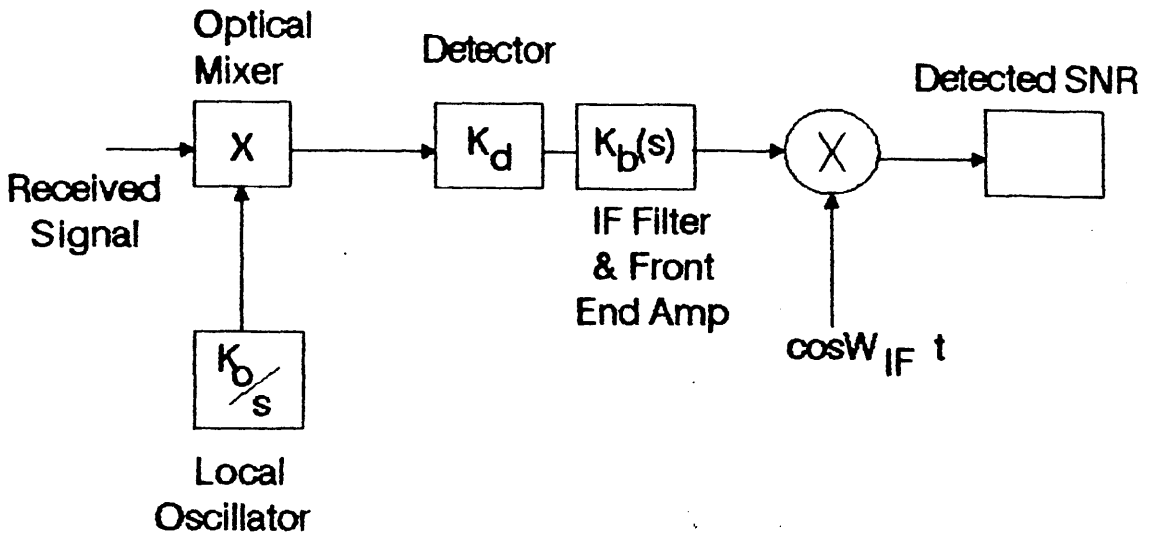 Optical
Mixer
Detector
Detected SNR
X
K_d
K_b(s)
X
Received
Signal
IF Filter
& Front
End Amp
cosW_IF t
K_o/s
Local
Oscillator